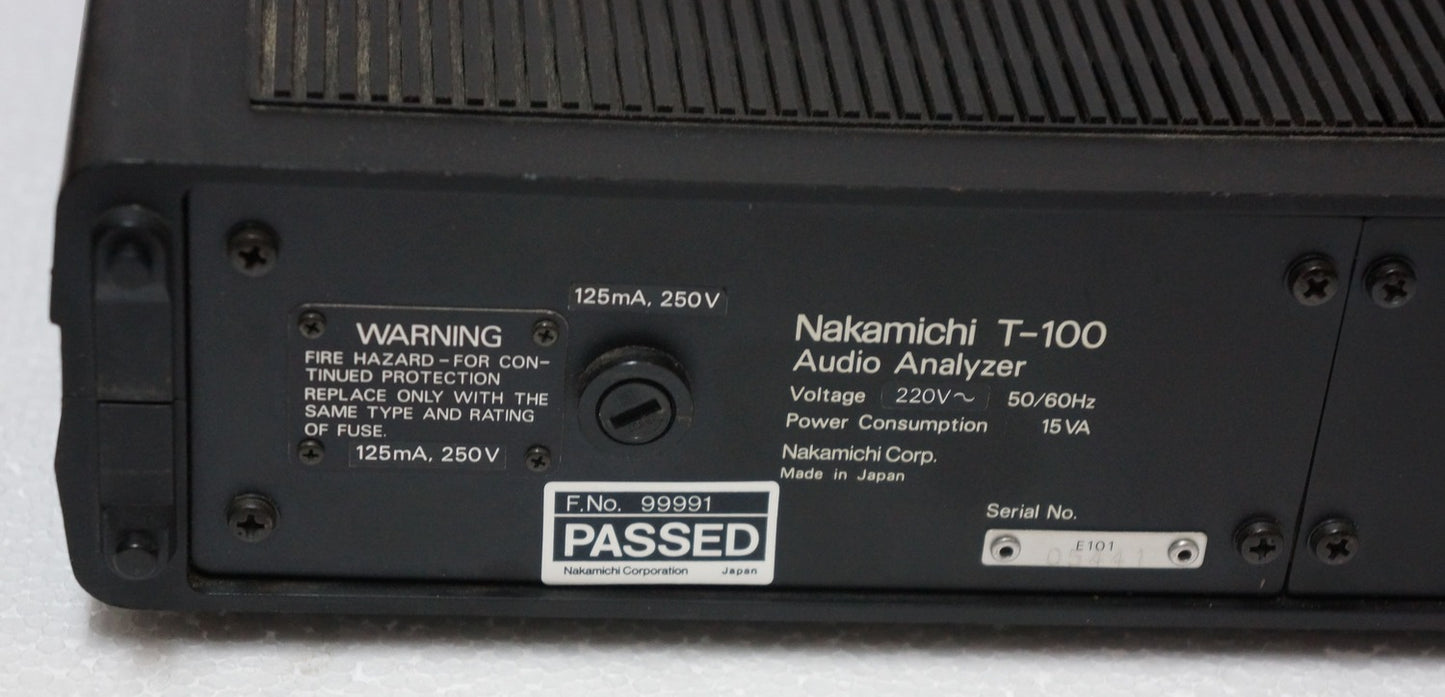 125mA, 250V
WARNING
FIRE HAZARD-FOR CON-
TINUED PROTECTION
REPLACE ONLY WITH THE
SAME TYPE AND RATING
OF FUSE.
125mA, 250V
Nakamichi T-100
Audio Analyzer
Voltage 220V~ 50/60Hz
Power Consumption 15VA
Nakamichi Corp.
Made in Japan
F.No. 99991
PASSED
Nakamichi Corporation Japan
Serial No.
E101